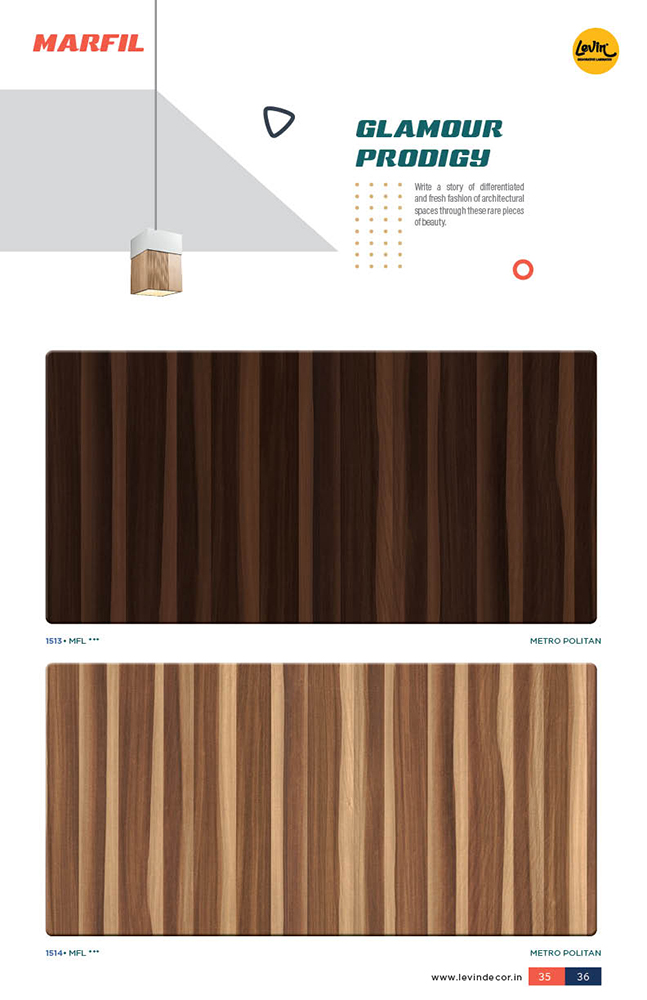 MARFIL
Levin
DECORATIVE LAMINATES
GLAMOUR
PRODIGY
Write a story of differentiated
and fresh fashion of architectural
spaces through these rare pieces
of beauty.
1513• MFL ***
METRO POLITAN
1514• MFL ***
METRO POLITAN
www.levindecor.in 35 36